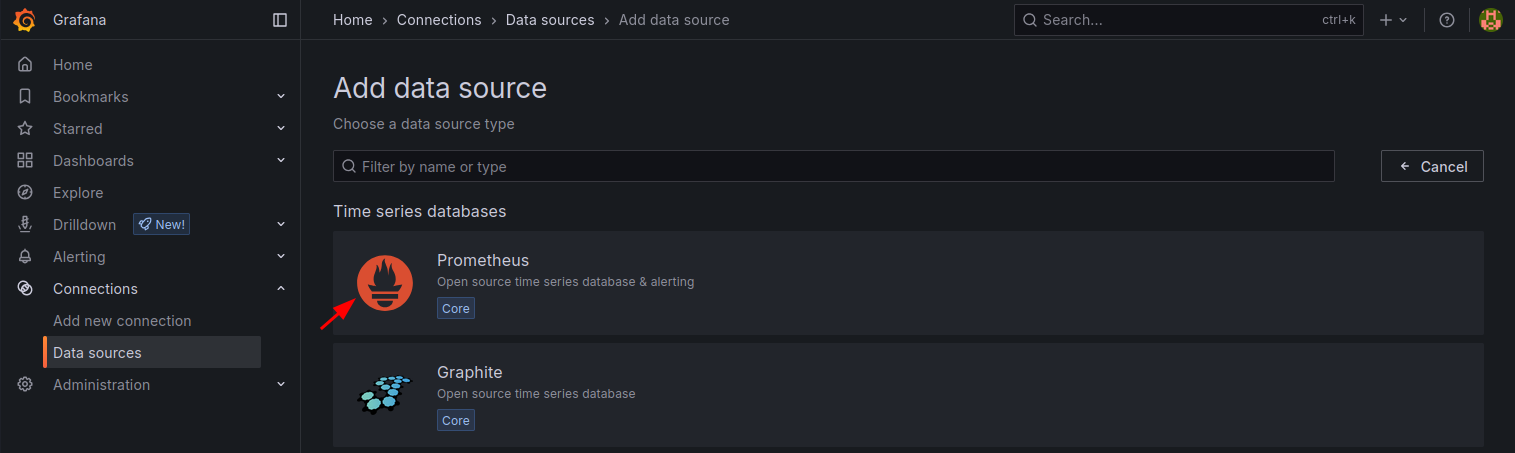 Grafana
Home › Connections › Data sources › Add data source
Search...
ctrl+k
Home
Bookmarks
Starred
Dashboards
Explore
Drilldown
New!
Alerting
Connections
Add new connection
Data sources
Administration
Add data source
Choose a data source type
Filter by name or type
Cancel
Time series databases
Prometheus
Open source time series database & alerting
Core
Graphite
Open source time series database
Core